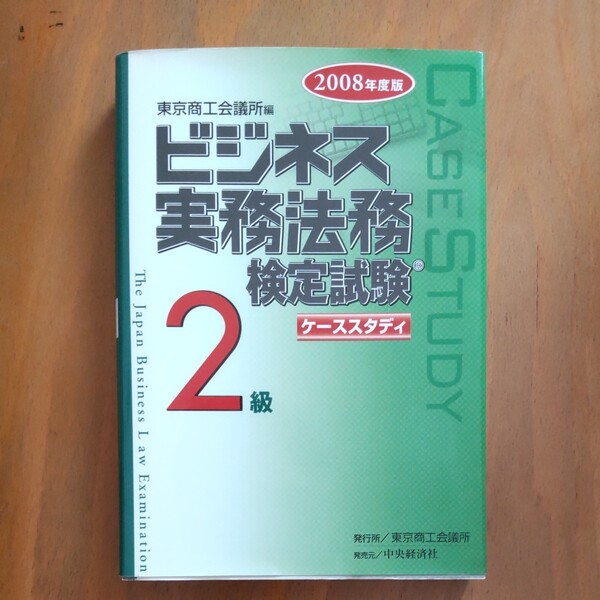 2008年度版
東京商工会議所編
ビジネス
実務法務
検定試験®
ケーススタディ
2級
CASE STUDY
The Japan Business Law Examination
発行所／東京商工会議所
発売元／中央経済社